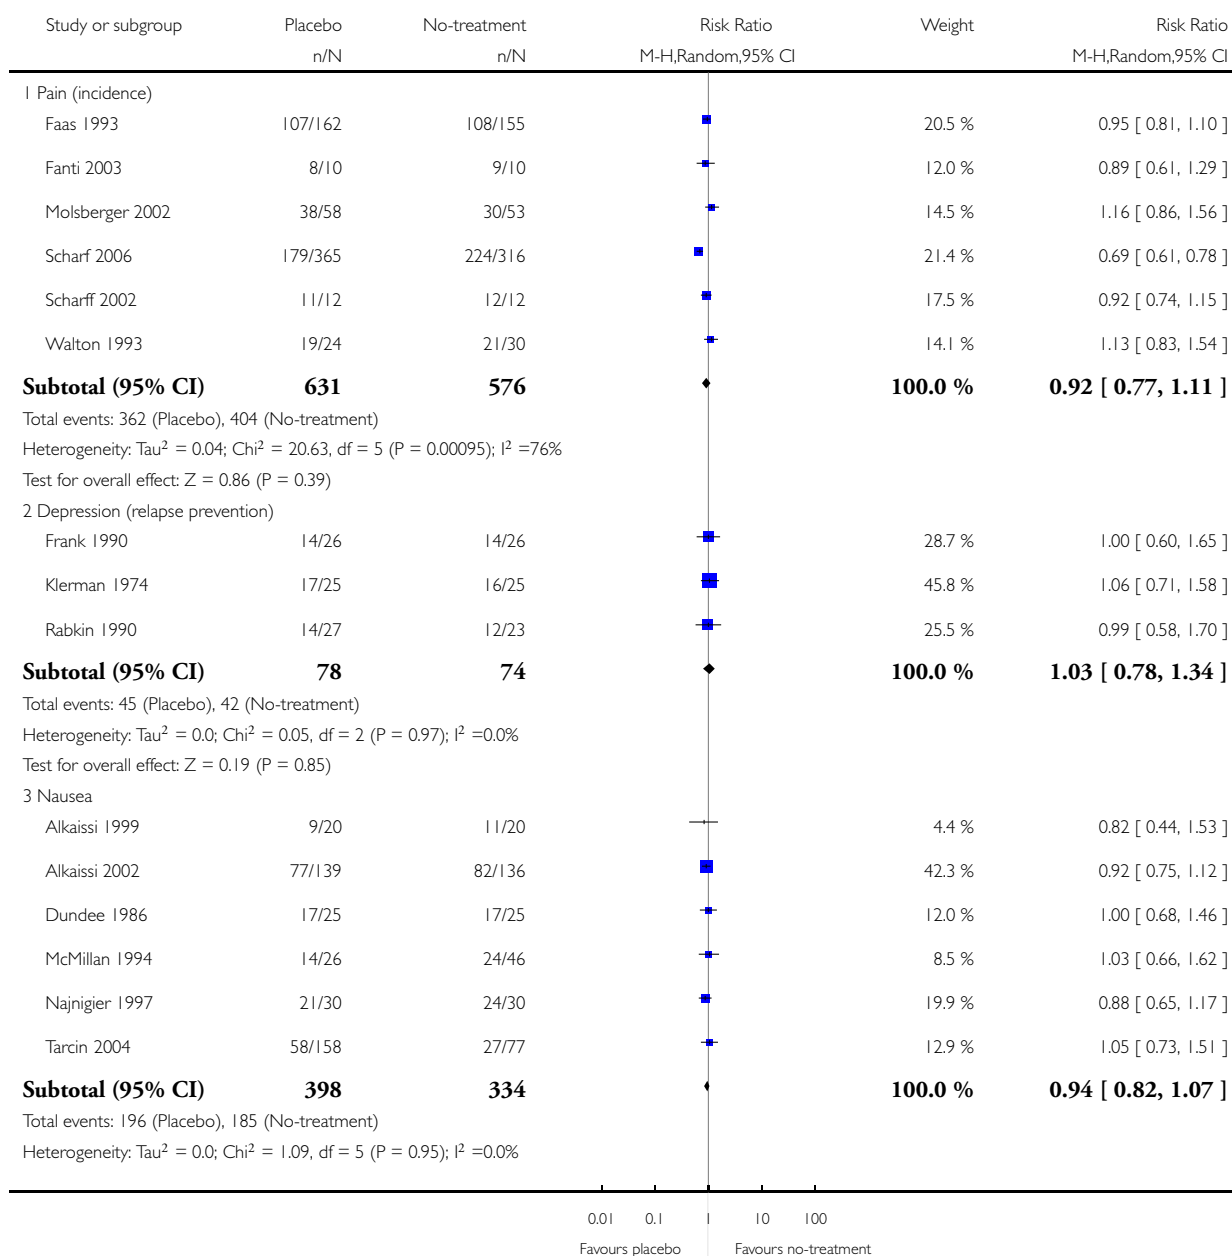 Study or subgroup Placebo No-treatment Risk Ratio Weight Risk Ratio
n/N n/N M-H,Random,95% CI M-H,Random,95% CI
1 Pain (incidence)
Faas 1993 107/162 108/155 20.5 % 0.95 [ 0.81, 1.10 ]
Fanti 2003 8/10 9/10 12.0 % 0.89 [ 0.61, 1.29 ]
Molsberger 2002 38/58 30/53 14.5 % 1.16 [ 0.86, 1.56 ]
Scharf 2006 179/365 224/316 21.4 % 0.69 [ 0.61, 0.78 ]
Scharff 2002 11/12 12/12 17.5 % 0.92 [ 0.74, 1.15 ]
Walton 1993 19/24 21/30 14.1 % 1.13 [ 0.83, 1.54 ]
Subtotal (95% CI) 631 576 100.0 % 0.92 [ 0.77, 1.11 ]
Total events: 362 (Placebo), 404 (No-treatment)
Heterogeneity: Tau² = 0.04; Chi² = 20.63, df = 5 (P = 0.00095); I² =76%
Test for overall effect: Z = 0.86 (P = 0.39)
2 Depression (relapse prevention)
Frank 1990 14/26 14/26 28.7 % 1.00 [ 0.60, 1.65 ]
Klerman 1974 17/25 16/25 45.8 % 1.06 [ 0.71, 1.58 ]
Rabkin 1990 14/27 12/23 25.5 % 0.99 [ 0.58, 1.70 ]
Subtotal (95% CI) 78 74 100.0 % 1.03 [ 0.78, 1.34 ]
Total events: 45 (Placebo), 42 (No-treatment)
Heterogeneity: Tau² = 0.0; Chi² = 0.05, df = 2 (P = 0.97); I² =0.0%
Test for overall effect: Z = 0.19 (P = 0.85)
3 Nausea
Alkaissi 1999 9/20 11/20 4.4 % 0.82 [ 0.44, 1.53 ]
Alkaissi 2002 77/139 82/136 42.3 % 0.92 [ 0.75, 1.12 ]
Dundee 1986 17/25 17/25 12.0 % 1.00 [ 0.68, 1.46 ]
McMillan 1994 14/26 24/46 8.5 % 1.03 [ 0.66, 1.62 ]
Najnigier 1997 21/30 24/30 19.9 % 0.88 [ 0.65, 1.17 ]
Tarcin 2004 58/158 27/77 12.9 % 1.05 [ 0.73, 1.51 ]
Subtotal (95% CI) 398 334 100.0 % 0.94 [ 0.82, 1.07 ]
Total events: 196 (Placebo), 185 (No-treatment)
Heterogeneity: Tau² = 0.0; Chi² = 1.09, df = 5 (P = 0.95); I² =0.0%
0.01 0.1 1 10 100
Favours placebo Favours no-treatment